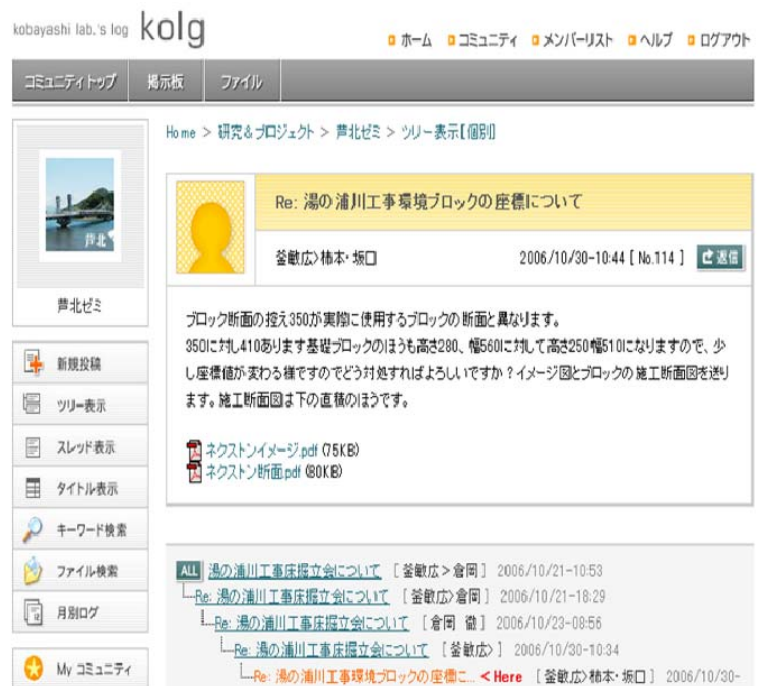 kobayashi lab.'s log kolg
ホーム コミュニティ メンバーリスト ヘルプ ログアウト
コミュニティトップ 掲示板 ファイル
Home > 研究&プロジェクト > 芦北ゼミ > ツリー表示【個別】
芦北
芦北ゼミ
Re: 湯の浦川工事環境ブロックの座標について
釜敏広>柿本・坂口 2006/10/30-10:44 [ No.114 ] 返信
ブロック断面の控え350が実際に使用するブロックの断面と異なります。
350に対し410あります基礎ブロックのほうも高さ280、幅560に対して高さ250幅510になりますので、少
し座標値が変わる様ですのでどう対処すればよろしいですか？イメージ図とブロックの施工断面図を送り
ます。施工断面図は下の直積のほうです。
ネクストンイメージ.pdf (75KB)
ネクストン断面.pdf (80KB)
新規投稿
ツリー表示
スレッド表示
タイトル表示
キーワード検索
ファイル検索
月別ログ
My コミュニティ
ALL 湯の浦川工事床掘立会について [ 釜敏広>倉岡 ] 2006/10/21-10:53
Re: 湯の浦川工事床掘立会について [ 釜敏広>倉岡 ] 2006/10/21-18:29
Re: 湯の浦川工事床掘立会について [ 倉岡 徹 ] 2006/10/23-08:56
Re: 湯の浦川工事床掘立会について [ 釜敏広> ] 2006/10/30-10:34
Re: 湯の浦川工事環境ブロックの座標に... < Here [ 釜敏広>柿本・坂口 ] 2006/10/30-